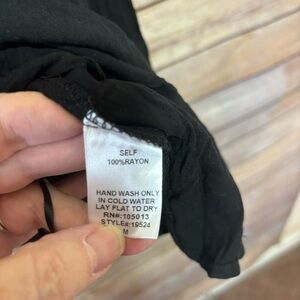 SELF
100%RAYON
HAND WASH ONLY
IN COLD WATER
LAY FLAT TO DRY
RN#:105013
STYLE#:19524
M